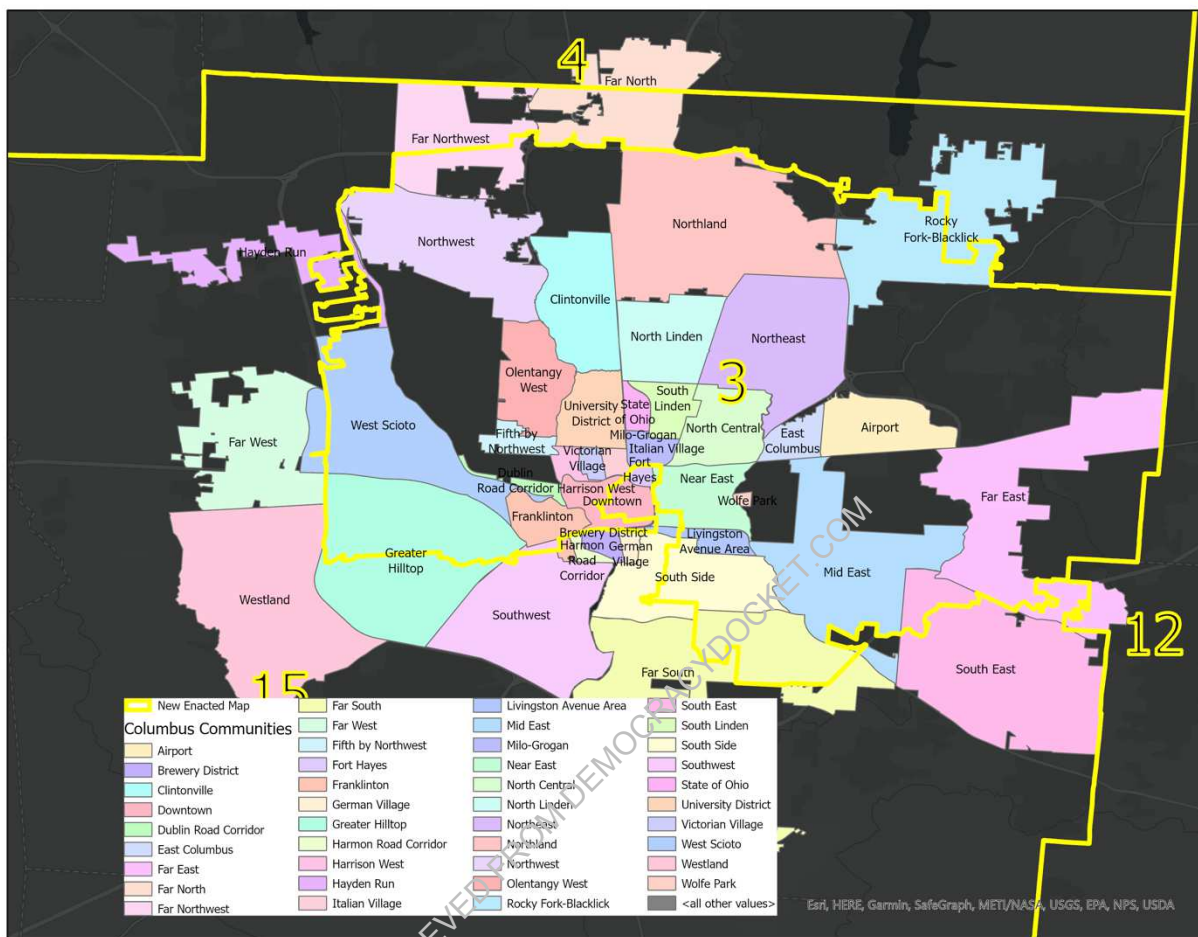 4
Far North
Far Northwest
Northland
Rocky
Fork-Blacklick
Northwest
Hayden Run
Clintonville
North Linden
Northeast
3
Olentangy
West
South
Linden
University
District
State
of Ohio
West Scioto
North Central
Far West
Fifth by
Northwest
Milo-Grogan
East
Columbus
Airport
Italian Village
Victorian
Village
Fort
Hayes
Dublin
Road Corridor
Harrison West
Near East
Far East
Downtown
Wolfe Park
Franklinton
Brewery District
Livingston
Avenue Area
Greater
Hilltop
Harmon
Road
Corridor
German
Village
South Side
Mid East
Westland
Southwest
12
South East
Far South
15
New Enacted Map
Columbus Communities
Airport
Brewery District
Clintonville
Downtown
Dublin Road Corridor
East Columbus
Far East
Far North
Far Northwest
Far South
Far West
Fifth by Northwest
Fort Hayes
Franklinton
German Village
Greater Hilltop
Harmon Road Corridor
Harrison West
Hayden Run
Italian Village
Livingston Avenue Area
Mid East
Milo-Grogan
Near East
North Central
North Linden
Northeast
Northland
Northwest
Olentangy West
Rocky Fork-Blacklick
South East
South Linden
South Side
Southwest
State of Ohio
University District
Victorian Village
West Scioto
Westland
Wolfe Park
<all other values>
EVED FROM DEMOCRACYDOCKET.COM
Esri, HERE, Garmin, SafeGraph, METI/NASA, USGS, EPA, NPS, USDA